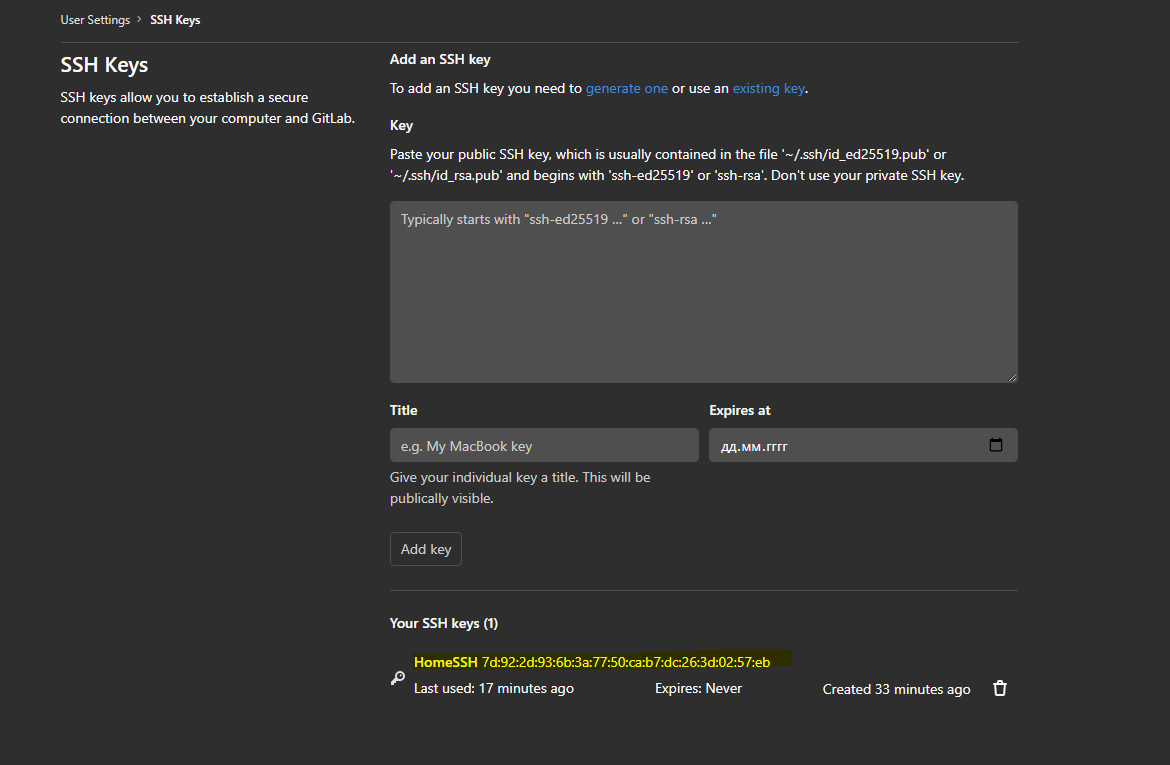 User Settings › SSH Keys
SSH Keys
SSH keys allow you to establish a secure
connection between your computer and GitLab.
Add an SSH key
To add an SSH key you need to generate one or use an existing key.
Key
Paste your public SSH key, which is usually contained in the file '~/.ssh/id_ed25519.pub' or
'~/.ssh/id_rsa.pub' and begins with 'ssh-ed25519' or 'ssh-rsa'. Don't use your private SSH key.
Typically starts with "ssh-ed25519 ..." or "ssh-rsa ..."
Title
Expires at
e.g. My MacBook key
дд.мм.гггг
Give your individual key a title. This will be
publically visible.
Add key
Your SSH keys (1)
HomeSSH 7d:92:2d:93:6b:3a:77:50:ca:b7:dc:26:3d:02:57:eb
Last used: 17 minutes ago
Expires: Never
Created 33 minutes ago